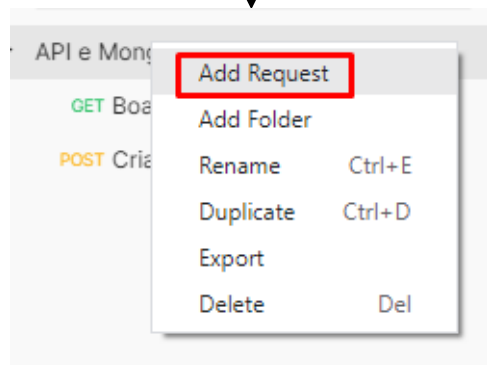 API e Mong
Add Request
GET Boa
Add Folder
POST Cria
Rename Ctrl+E
Duplicate Ctrl+D
Export
Delete Del